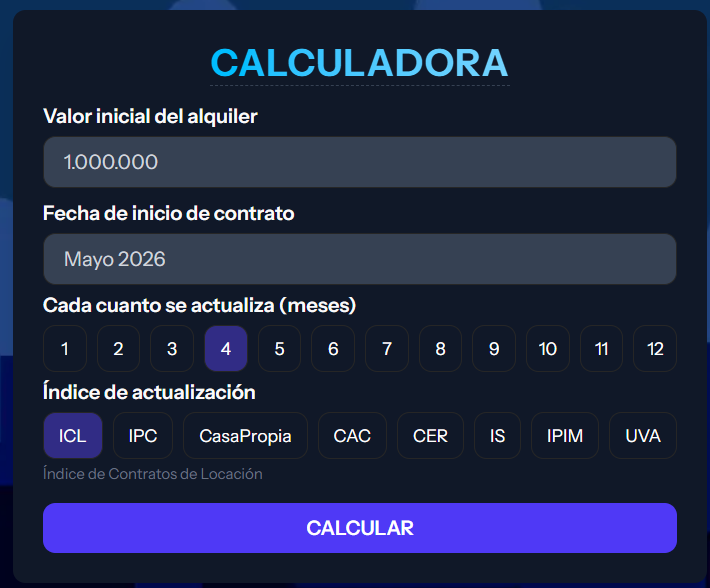 CALCULADORA
Valor inicial del alquiler
1.000.000
Fecha de inicio de contrato
Mayo 2026
Cada cuanto se actualiza (meses)
1 2 3 4 5 6 7 8 9 10 11 12
Índice de actualización
ICL IPC CasaPropia CAC CER IS IPIM UVA
Índice de Contratos de Locación
CALCULAR